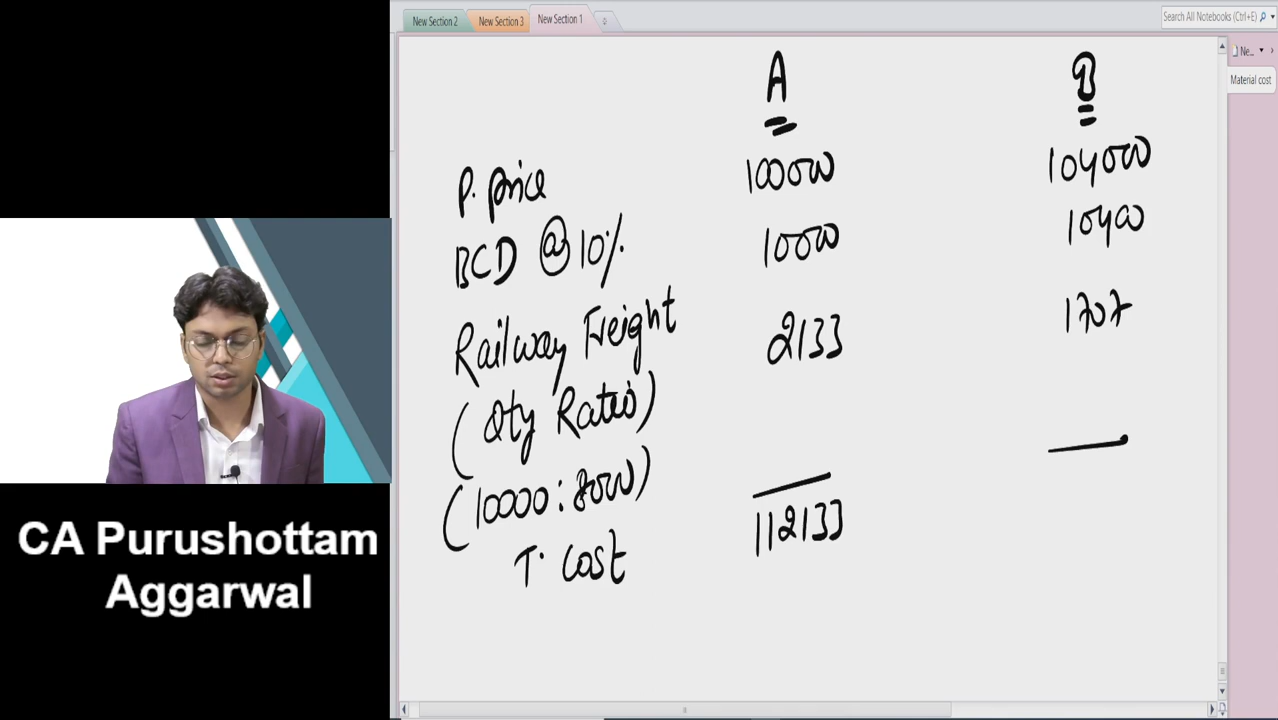 New Section 2 New Section 3 New Section 1
Search All Notebooks (Ctrl+E)
Ne...
Material cost
A B
P. price 100000 104000
BCD @ 10% 10000 10400
Railway Freight 2133 1707
(Qty Ratio)
(10000 : 8000)
T. cost 112133
CA Purushottam
Aggarwal